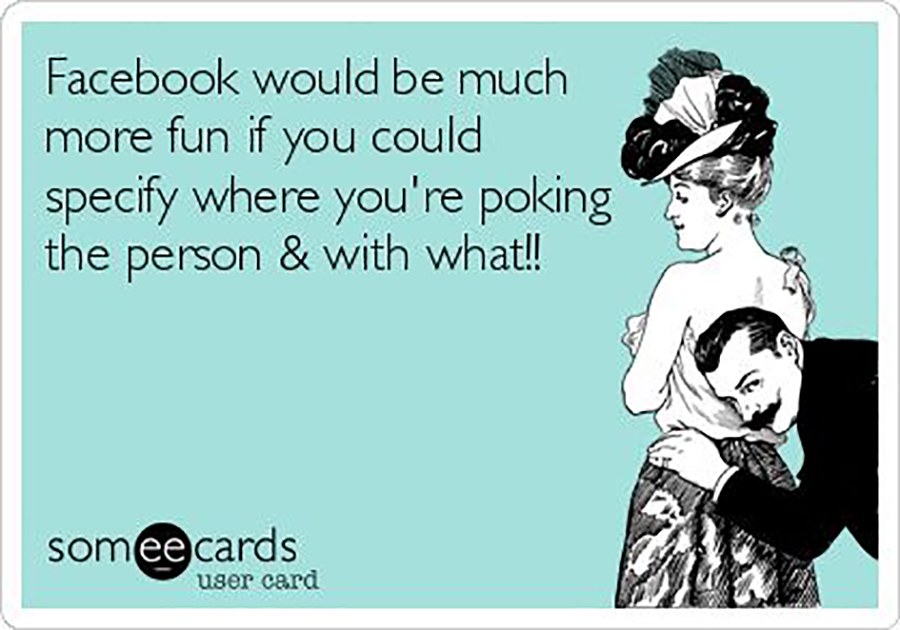 Facebook would be much
more fun if you could
specify where you're poking
the person & with what!!
someecards
user card